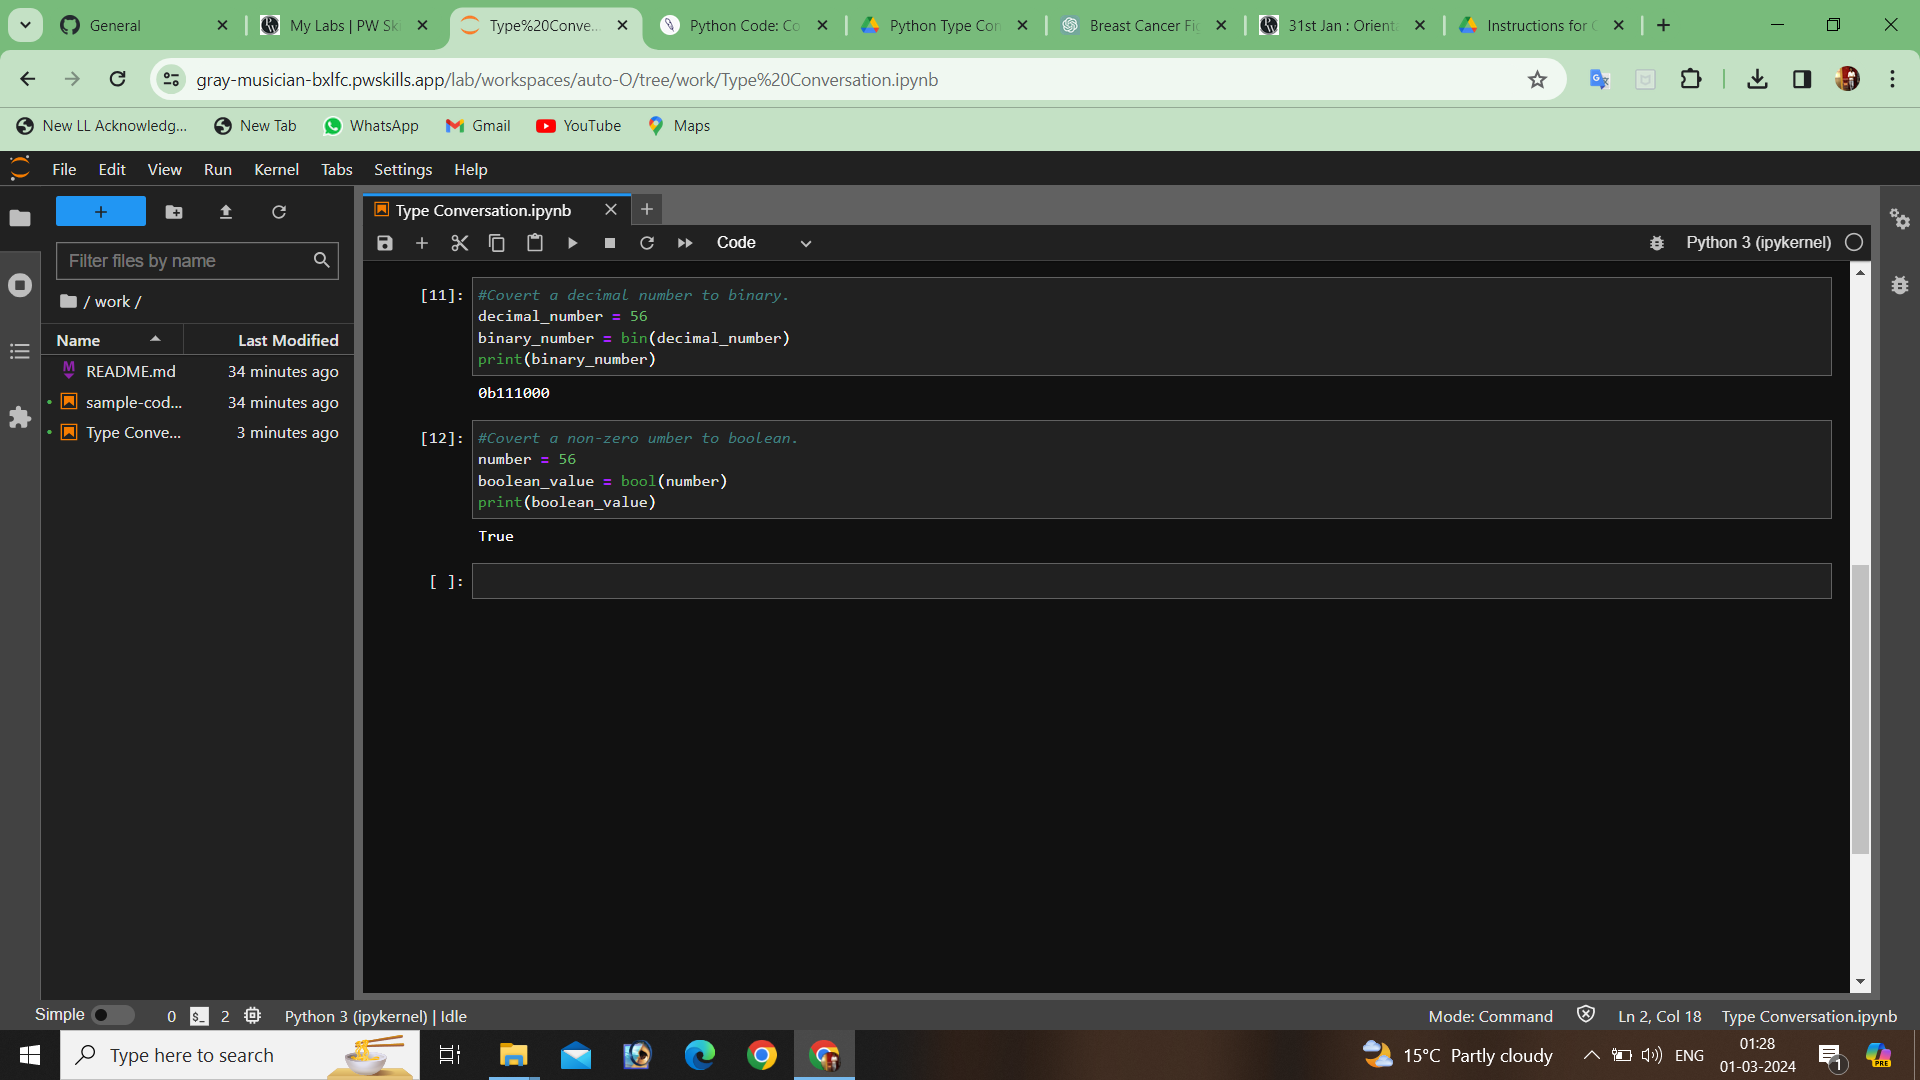 General
My Labs | PW Ski
Type%20Conve...
Python Code: Co
Python Type Con
Breast Cancer Fig
31st Jan : Orienta
Instructions for C
gray-musician-bxlfc.pwskills.app/lab/workspaces/auto-O/tree/work/Type%20Conversation.ipynb
New LL Acknowledg...
New Tab
WhatsApp
Gmail
YouTube
Maps
File Edit View Run Kernel Tabs Settings Help
Filter files by name
/ work /
Name Last Modified
README.md 34 minutes ago
sample-cod... 34 minutes ago
Type Conve... 3 minutes ago
Type Conversation.ipynb
Code
Python 3 (ipykernel)
[11]:
#Covert a decimal number to binary.
decimal_number = 56
binary_number = bin(decimal_number)
print(binary_number)
0b111000
[12]:
#Covert a non-zero umber to boolean.
number = 56
boolean_value = bool(number)
print(boolean_value)
True
[ ]:
Simple 0 $_ 2 Python 3 (ipykernel) | Idle
Mode: Command Ln 2, Col 18 Type Conversation.ipynb
Type here to search
15°C Partly cloudy
ENG
01:28
01-03-2024
1
PRE